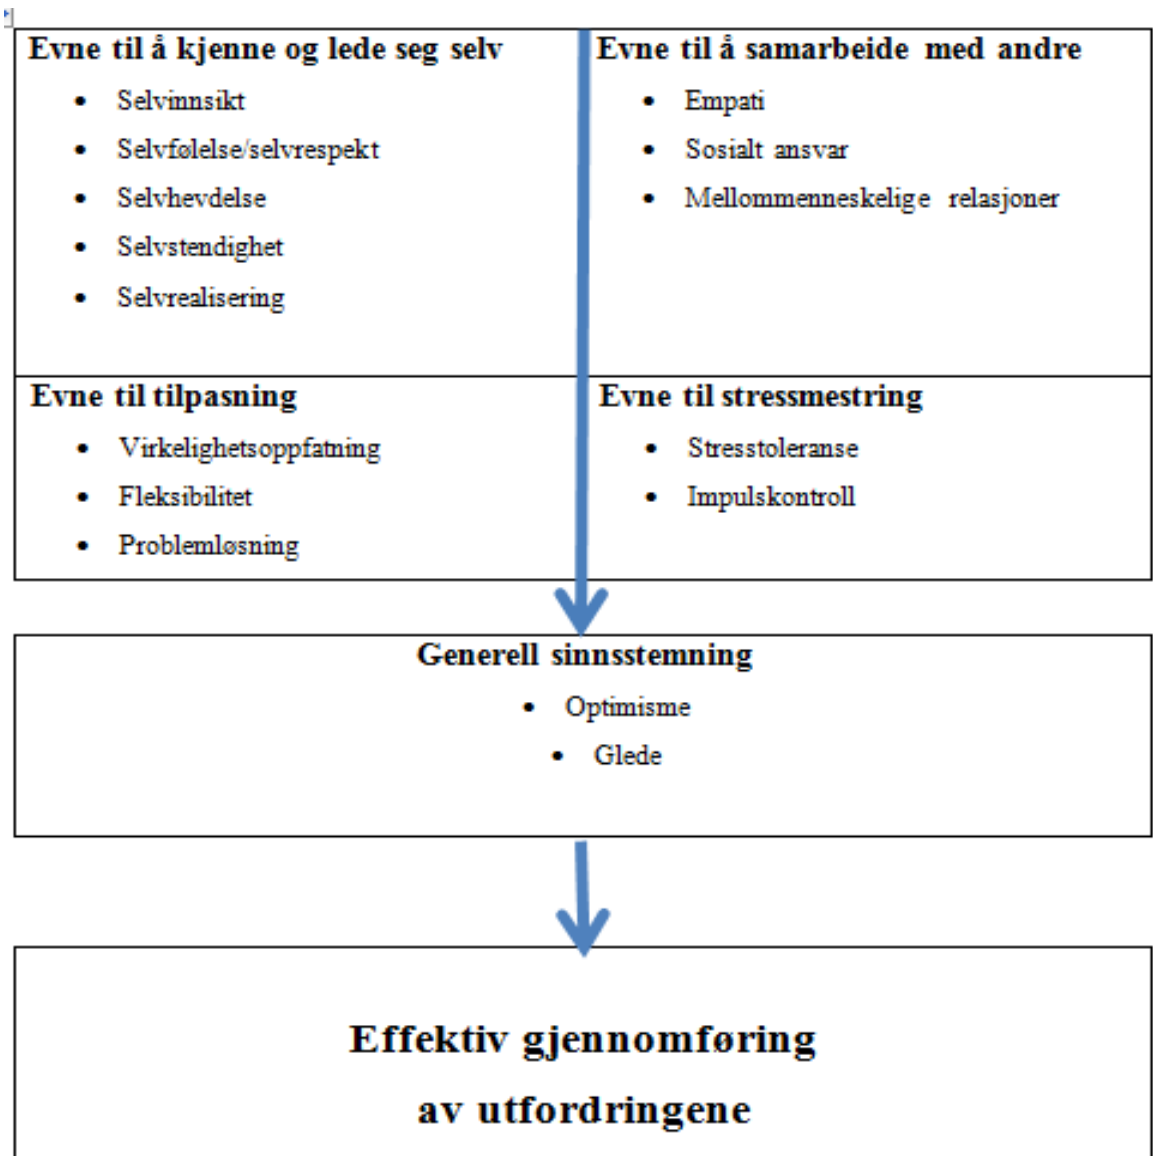 Evne til å kjenne og lede seg selv
• Selvinnsikt
• Selvfølelse/selvrespekt
• Selvhevdelse
• Selvstendighet
• Selvrealisering
Evne til å samarbeide med andre
• Empati
• Sosialt ansvar
• Mellommenneskelige relasjoner
Evne til tilpasning
• Virkelighetsoppfatning
• Fleksibilitet
• Problemløsning
Evne til stressmestring
• Stresstoleranse
• Impulskontroll
Generell sinnsstemning
• Optimisme
• Glede
Effektiv gjennomføring
av utfordringene